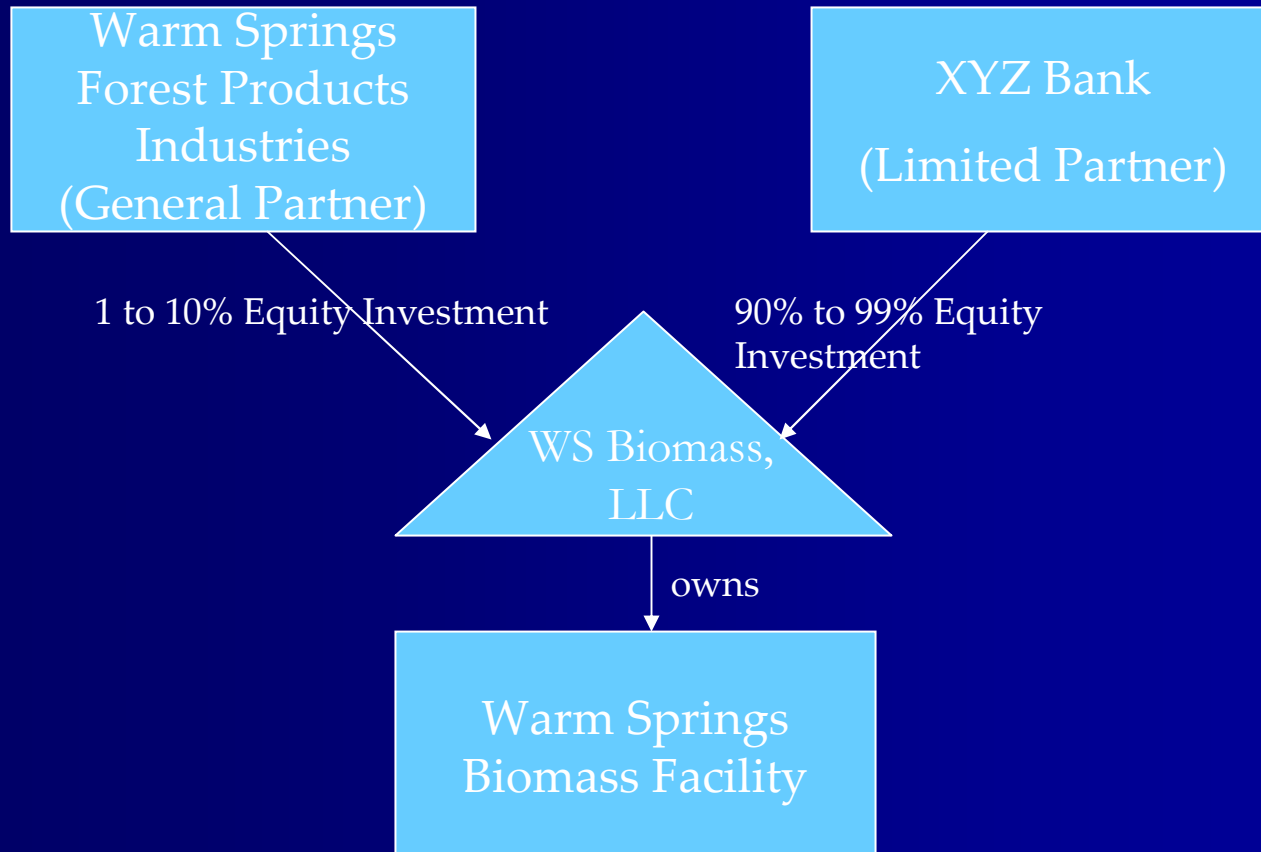 Warm Springs
Forest Products
Industries
(General Partner)
XYZ Bank
(Limited Partner)
1 to 10% Equity Investment
90% to 99% Equity
Investment
WS Biomass,
LLC
owns
Warm Springs
Biomass Facility